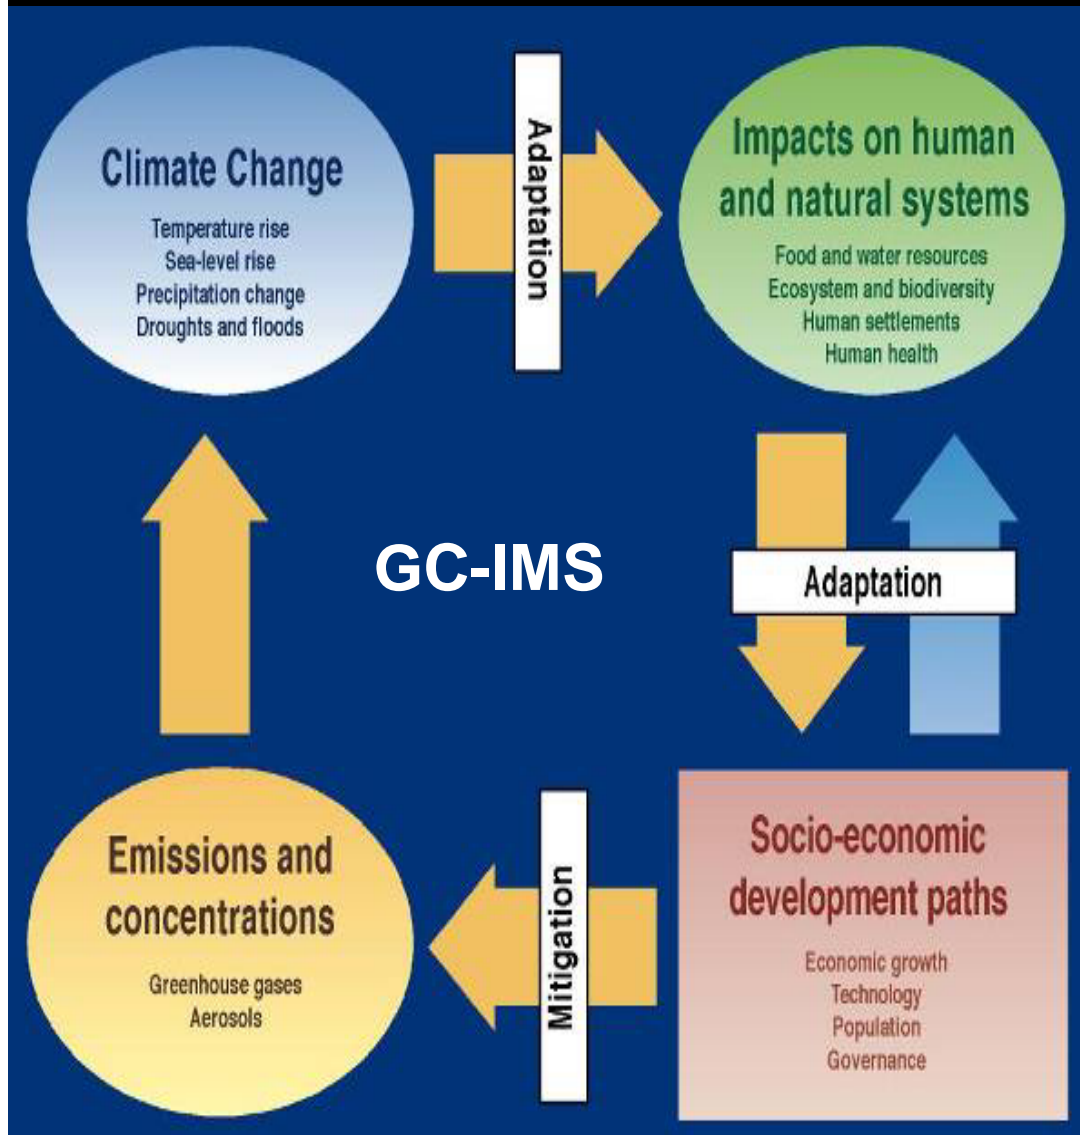 Climate Change
Temperature rise
Sea-level rise
Precipitation change
Droughts and floods
Adaptation
Impacts on human
and natural systems
Food and water resources
Ecosystem and biodiversity
Human settlements
Human health
GC-IMS
Adaptation
Emissions and
concentrations
Greenhouse gases
Aerosols
Mitigation
Socio-economic
development paths
Economic growth
Technology
Population
Governance